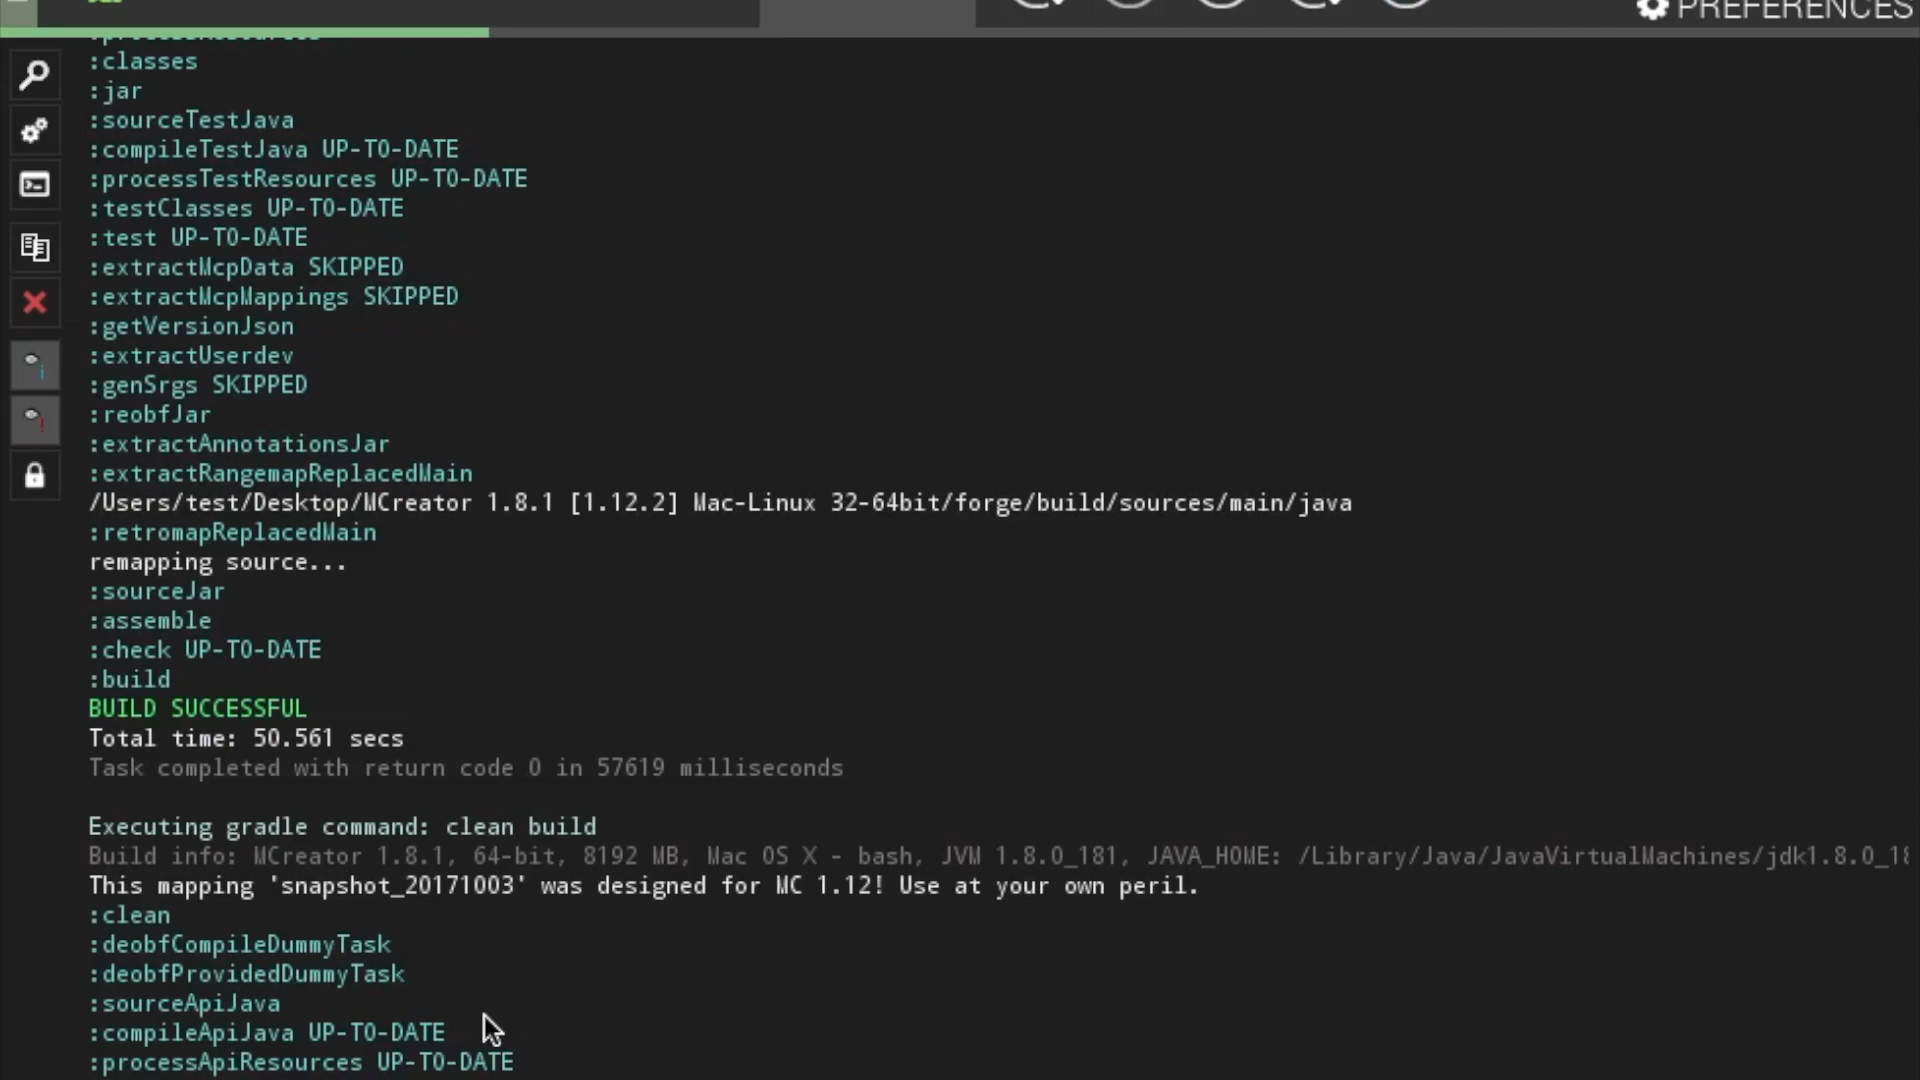 PREFERENCES
:classes
:jar
:sourceTestJava
:compileTestJava UP-TO-DATE
:processTestResources UP-TO-DATE
:testClasses UP-TO-DATE
:test UP-TO-DATE
:extractMcpData SKIPPED
:extractMcpMappings SKIPPED
:getVersionJson
:extractUserdev
:genSrgs SKIPPED
:reobfJar
:extractAnnotationsJar
:extractRangemapReplacedMain
/Users/test/Desktop/MCreator 1.8.1 [1.12.2] Mac-Linux 32-64bit/forge/build/sources/main/java
:retromapReplacedMain
remapping source...
:sourceJar
:assemble
:check UP-TO-DATE
:build
BUILD SUCCESSFUL
Total time: 50.561 secs
Task completed with return code 0 in 57619 milliseconds
Executing gradle command: clean build
Build info: MCreator 1.8.1, 64-bit, 8192 MB, Mac OS X - bash, JVM 1.8.0_181, JAVA_HOME: /Library/Java/JavaVirtualMachines/jdk1.8.0_18
This mapping 'snapshot_20171003' was designed for MC 1.12! Use at your own peril.
:clean
:deobfCompileDummyTask
:deobfProvidedDummyTask
:sourceApiJava
:compileApiJava UP-TO-DATE
:processApiResources UP-TO-DATE